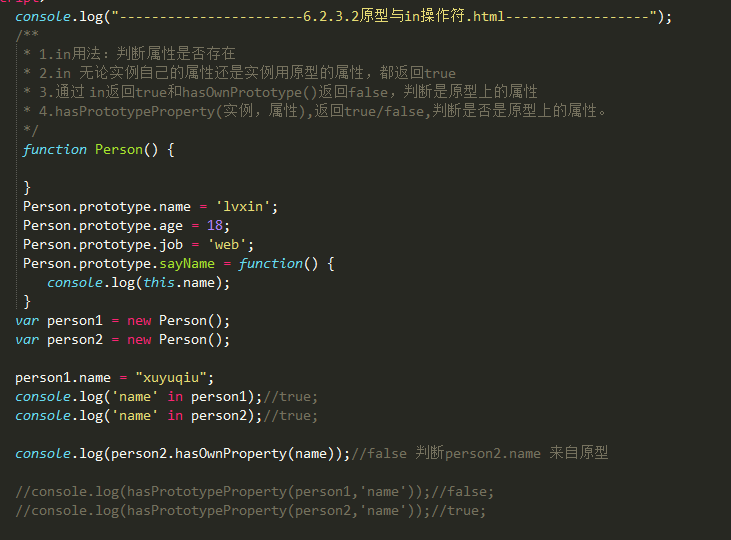 console.log("-----------------------6.2.3.2原型与in操作符.html------------------");
/**
* 1.in用法：判断属性是否存在
* 2.in 无论实例自己的属性还是实例用原型的属性，都返回true
* 3.通过 in返回true和hasOwnPrototype()返回false，判断是原型上的属性
* 4.hasPrototypeProperty(实例，属性),返回true/false,判断是否是原型上的属性。
*/
function Person() {
}
Person.prototype.name = 'lvxin';
Person.prototype.age = 18;
Person.prototype.job = 'web';
Person.prototype.sayName = function() {
console.log(this.name);
}
var person1 = new Person();
var person2 = new Person();
person1.name = "xuyuqiu";
console.log('name' in person1);//true;
console.log('name' in person2);//true;
console.log(person2.hasOwnProperty(name));//false 判断person2.name 来自原型
//console.log(hasPrototypeProperty(person1,'name'));//false;
//console.log(hasPrototypeProperty(person2,'name'));//true;